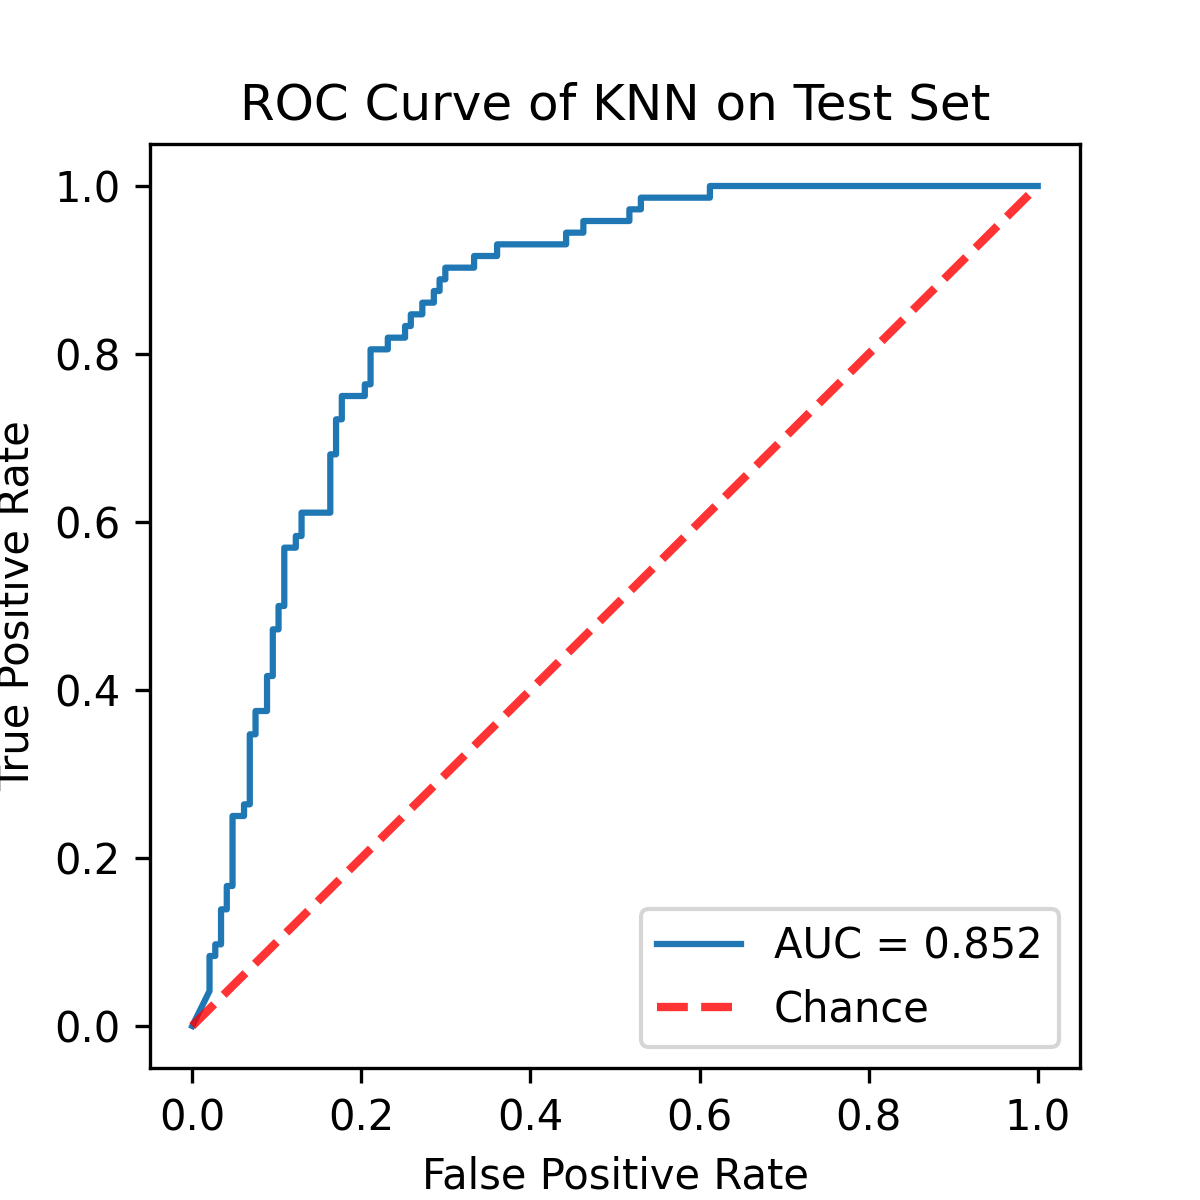 ROC Curve of KNN on Test Set
1.0
0.8
0.6
0.4
0.2
0.0
True Positive Rate
AUC = 0.852
Chance
0.0 0.2 0.4 0.6 0.8 1.0
False Positive Rate